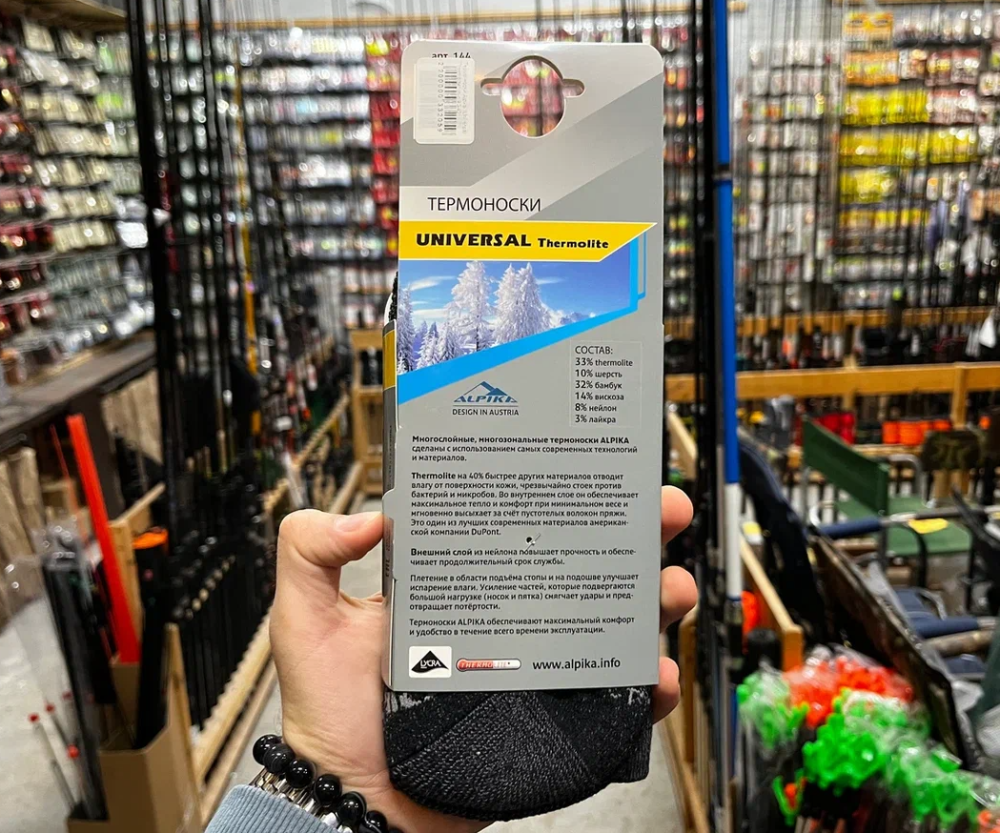 арт. 144
ТЕРМОНОСКИ
UNIVERSAL Thermolite
СОСТАВ:
33% thermolite
10% шерсть
32% бамбук
14% вискоза
8% нейлон
3% лайкра
ALPIKA
DESIGN IN AUSTRIA
Многослойные, многозональные термоноски ALPIKA
сделаны с использованием самых современных технологий
и материалов.
Thermolite на 40% быстрее других материалов отводит
влагу от поверхности кожи, чрезвычайно стоек против
бактерий и микробов. Во внутреннем слое он обеспечивает
максимальное тепло и комфорт при минимальном весе и
мгновенно высыхает за счёт пустотелых волокон пряжи.
Это один из лучших современных материалов американ-
ской компании DuPont.
Внешний слой из нейлона повышает прочность и обеспе-
чивает продолжительный срок службы.
Плетение в области подъёма стопы и на подошве улучшает
испарение влаги. Усиление частей, которые подвергаются
большой нагрузке (носок и пятка) смягчает удары и пред-
отвращает потёртости.
Термоноски ALPIKA обеспечивают максимальный комфорт
и удобство в течение всего времени эксплуатации.
LYCRA
www.alpika.info